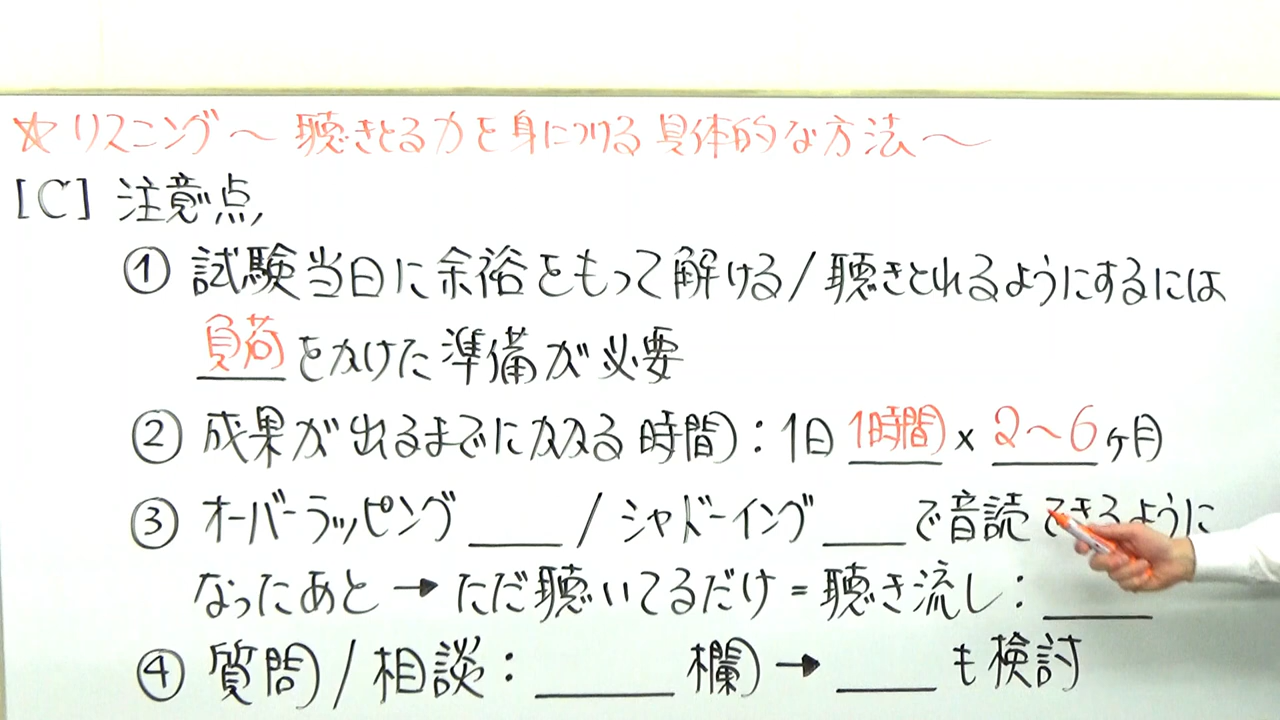 ☆リスニング〜聴きとる力を身につける具体的な方法〜
[C] 注意点
① 試験当日に余裕をもって解ける/聴きとれるようにするには
負荷をかけた準備が必要
② 成果が出るまでにかかる時間:1日 1時間 × 2〜6 ヶ月
③ オーバーラッピング ____ / シャドーイング ____ で音読できるように
なったあと → ただ聴いてるだけ = 聴き流し: ____
④ 質問/相談: ____ 欄 → ____ も検討